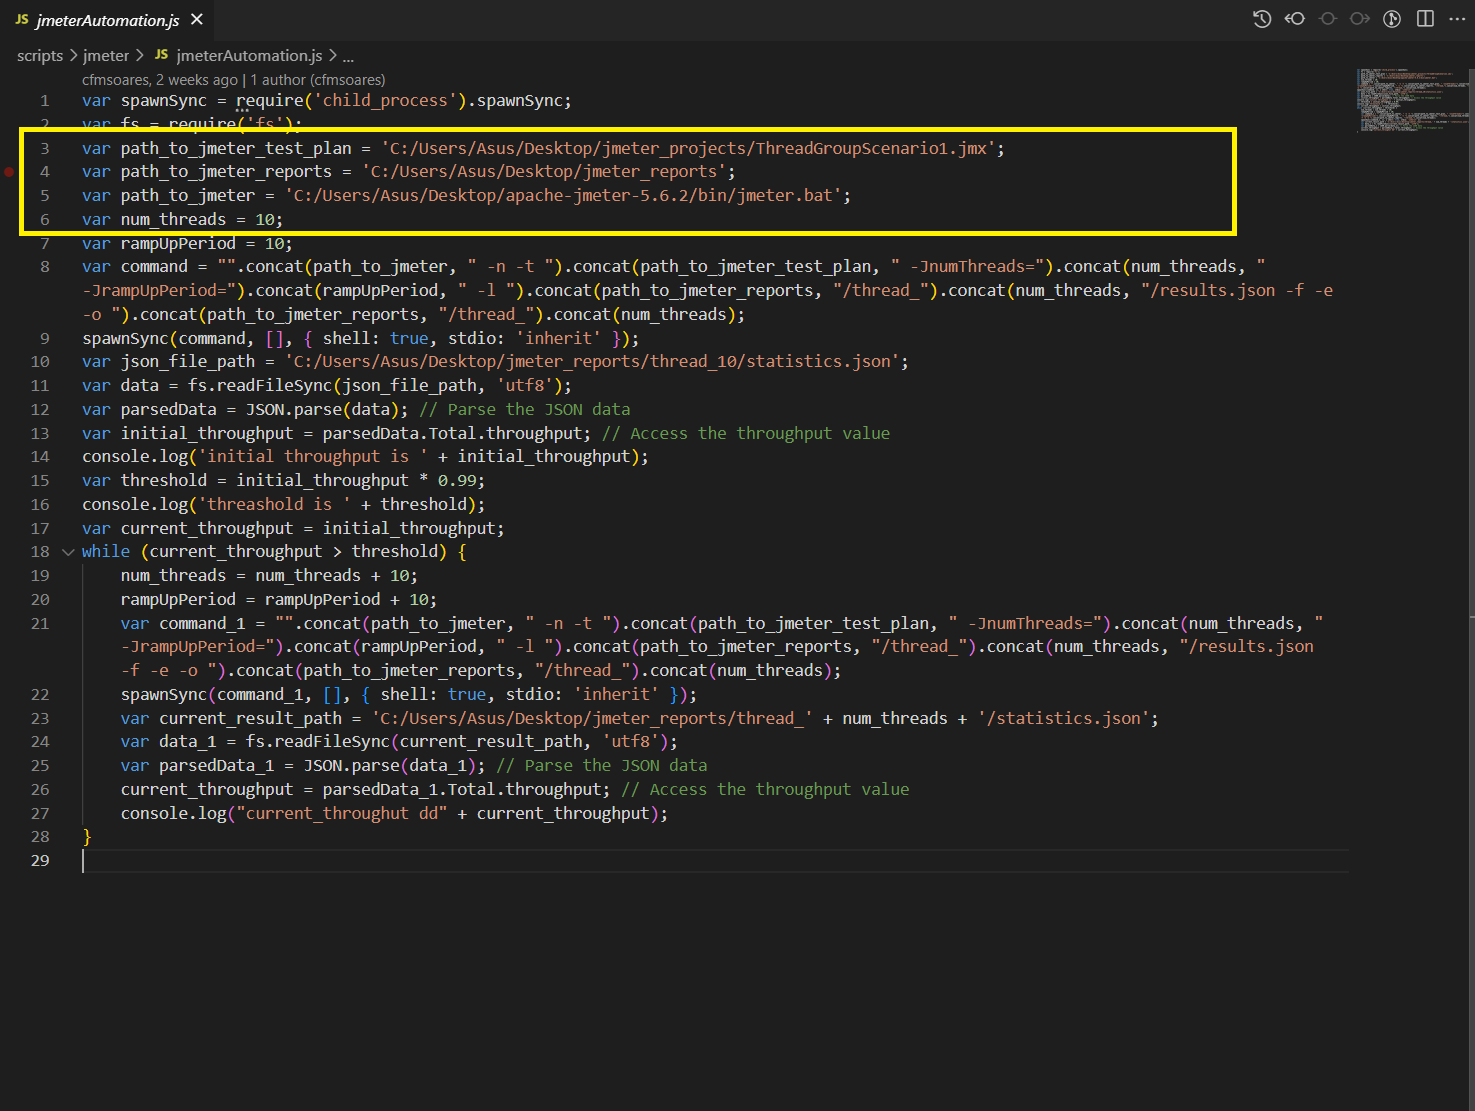 JS jmeterAutomation.js
scripts > jmeter > JS jmeterAutomation.js > ...
cfmsoares, 2 weeks ago | 1 author (cfmsoares)
1 var spawnSync = require('child_process').spawnSync;
2 var fs = require('fs');
3 var path_to_jmeter_test_plan = 'C:/Users/Asus/Desktop/jmeter_projects/ThreadGroupScenario1.jmx';
4 var path_to_jmeter_reports = 'C:/Users/Asus/Desktop/jmeter_reports';
5 var path_to_jmeter = 'C:/Users/Asus/Desktop/apache-jmeter-5.6.2/bin/jmeter.bat';
6 var num_threads = 10;
7 var rampUpPeriod = 10;
8 var command = "".concat(path_to_jmeter, " -n -t ").concat(path_to_jmeter_test_plan, " -JnumThreads=").concat(num_threads, "
-JrampUpPeriod=").concat(rampUpPeriod, " -l ").concat(path_to_jmeter_reports, "/thread_").concat(num_threads, "/results.json -f -e
-o ").concat(path_to_jmeter_reports, "/thread_").concat(num_threads);
9 spawnSync(command, [], { shell: true, stdio: 'inherit' });
10 var json_file_path = 'C:/Users/Asus/Desktop/jmeter_reports/thread_10/statistics.json';
11 var data = fs.readFileSync(json_file_path, 'utf8');
12 var parsedData = JSON.parse(data); // Parse the JSON data
13 var initial_throughput = parsedData.Total.throughput; // Access the throughput value
14 console.log('initial throughput is ' + initial_throughput);
15 var threshold = initial_throughput * 0.99;
16 console.log('threashold is ' + threshold);
17 var current_throughput = initial_throughput;
18 while (current_throughput > threshold) {
19 num_threads = num_threads + 10;
20 rampUpPeriod = rampUpPeriod + 10;
21 var command_1 = "".concat(path_to_jmeter, " -n -t ").concat(path_to_jmeter_test_plan, " -JnumThreads=").concat(num_threads, "
-JrampUpPeriod=").concat(rampUpPeriod, " -l ").concat(path_to_jmeter_reports, "/thread_").concat(num_threads, "/results.json
-f -e -o ").concat(path_to_jmeter_reports, "/thread_").concat(num_threads);
22 spawnSync(command_1, [], { shell: true, stdio: 'inherit' });
23 var current_result_path = 'C:/Users/Asus/Desktop/jmeter_reports/thread_' + num_threads + '/statistics.json';
24 var data_1 = fs.readFileSync(current_result_path, 'utf8');
25 var parsedData_1 = JSON.parse(data_1); // Parse the JSON data
26 current_throughput = parsedData_1.Total.throughput; // Access the throughput value
27 console.log("current_throughut dd" + current_throughput);
28 }
29